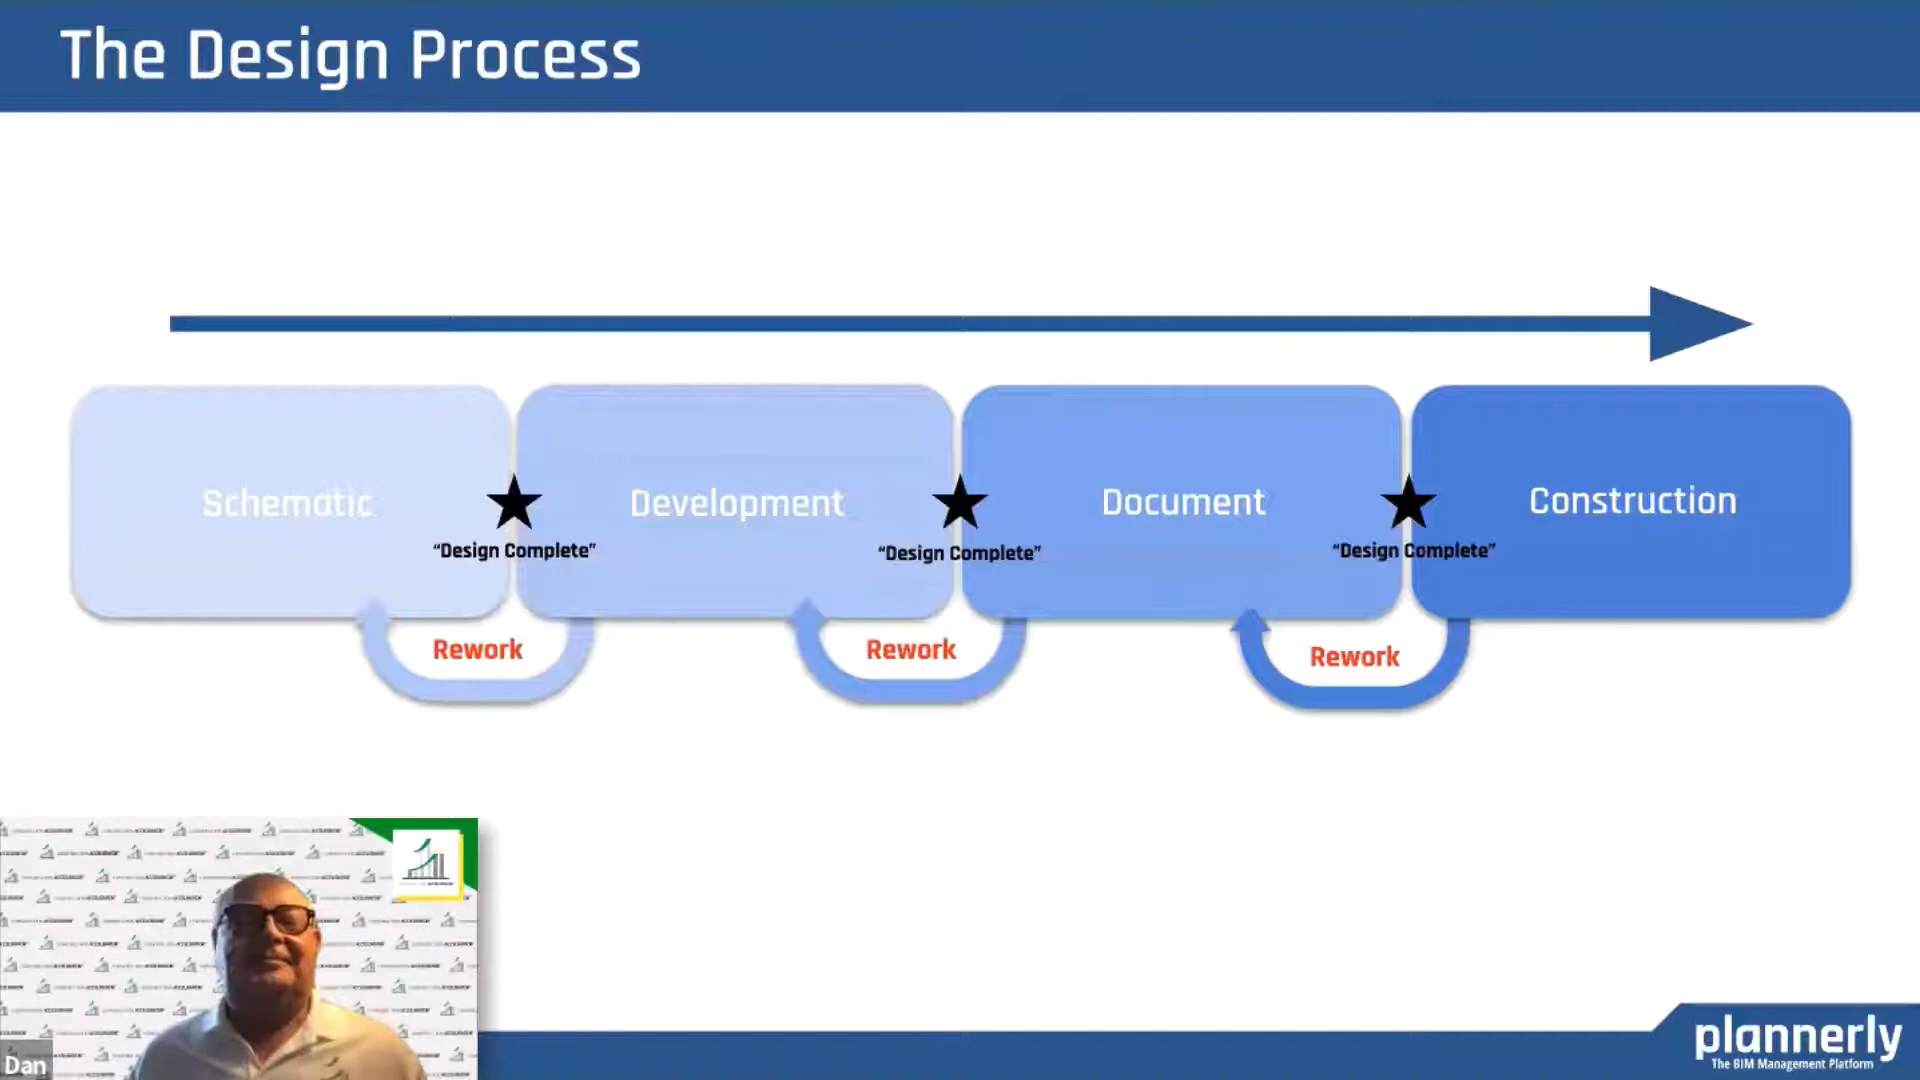 The Design Process
Schematic
Development
Document
Construction
“Design Complete”
“Design Complete”
“Design Complete”
Rework
Rework
Rework
Dan
plannerly
The BIM Management Platform